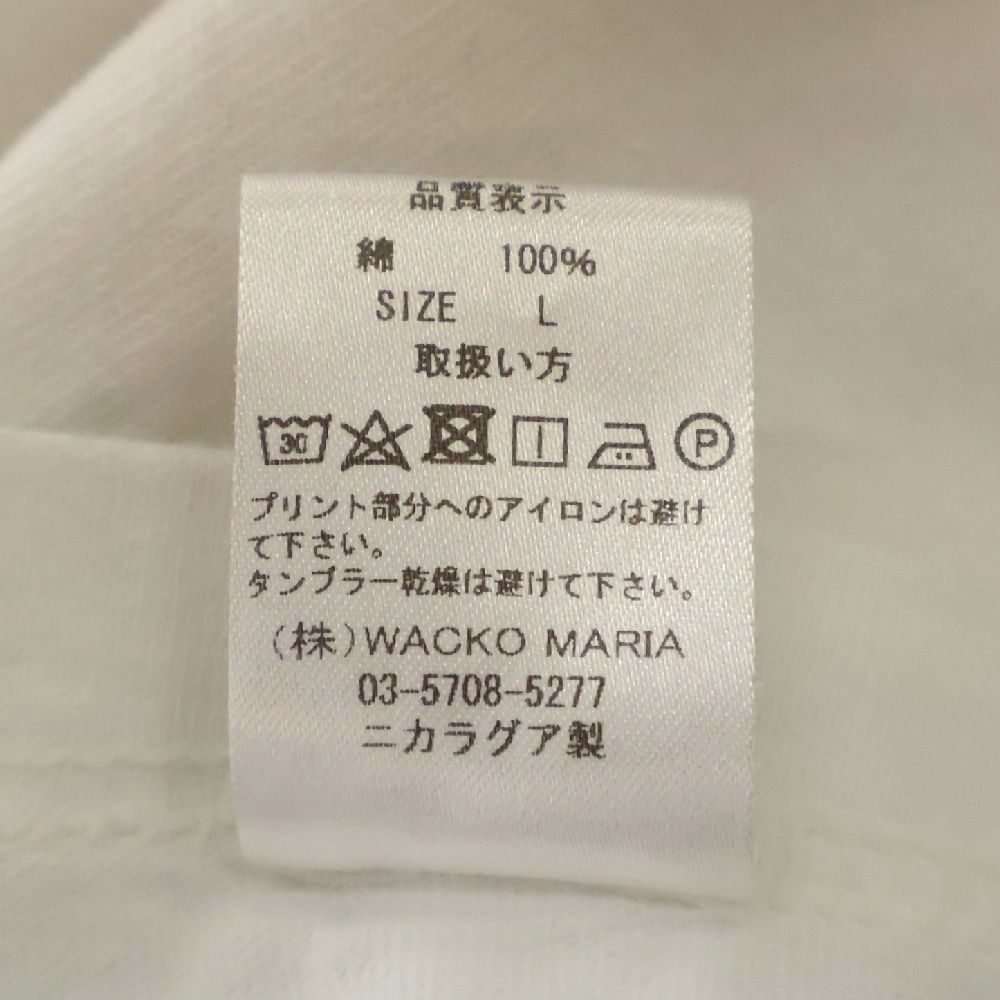 品質表示
綿 100%
SIZE L
取扱い方
30 P
プリント部分へのアイロンは避け
て下さい。
タンブラー乾燥は避けて下さい。
(株)WACKO MARIA
03-5708-5277
ニカラグア製